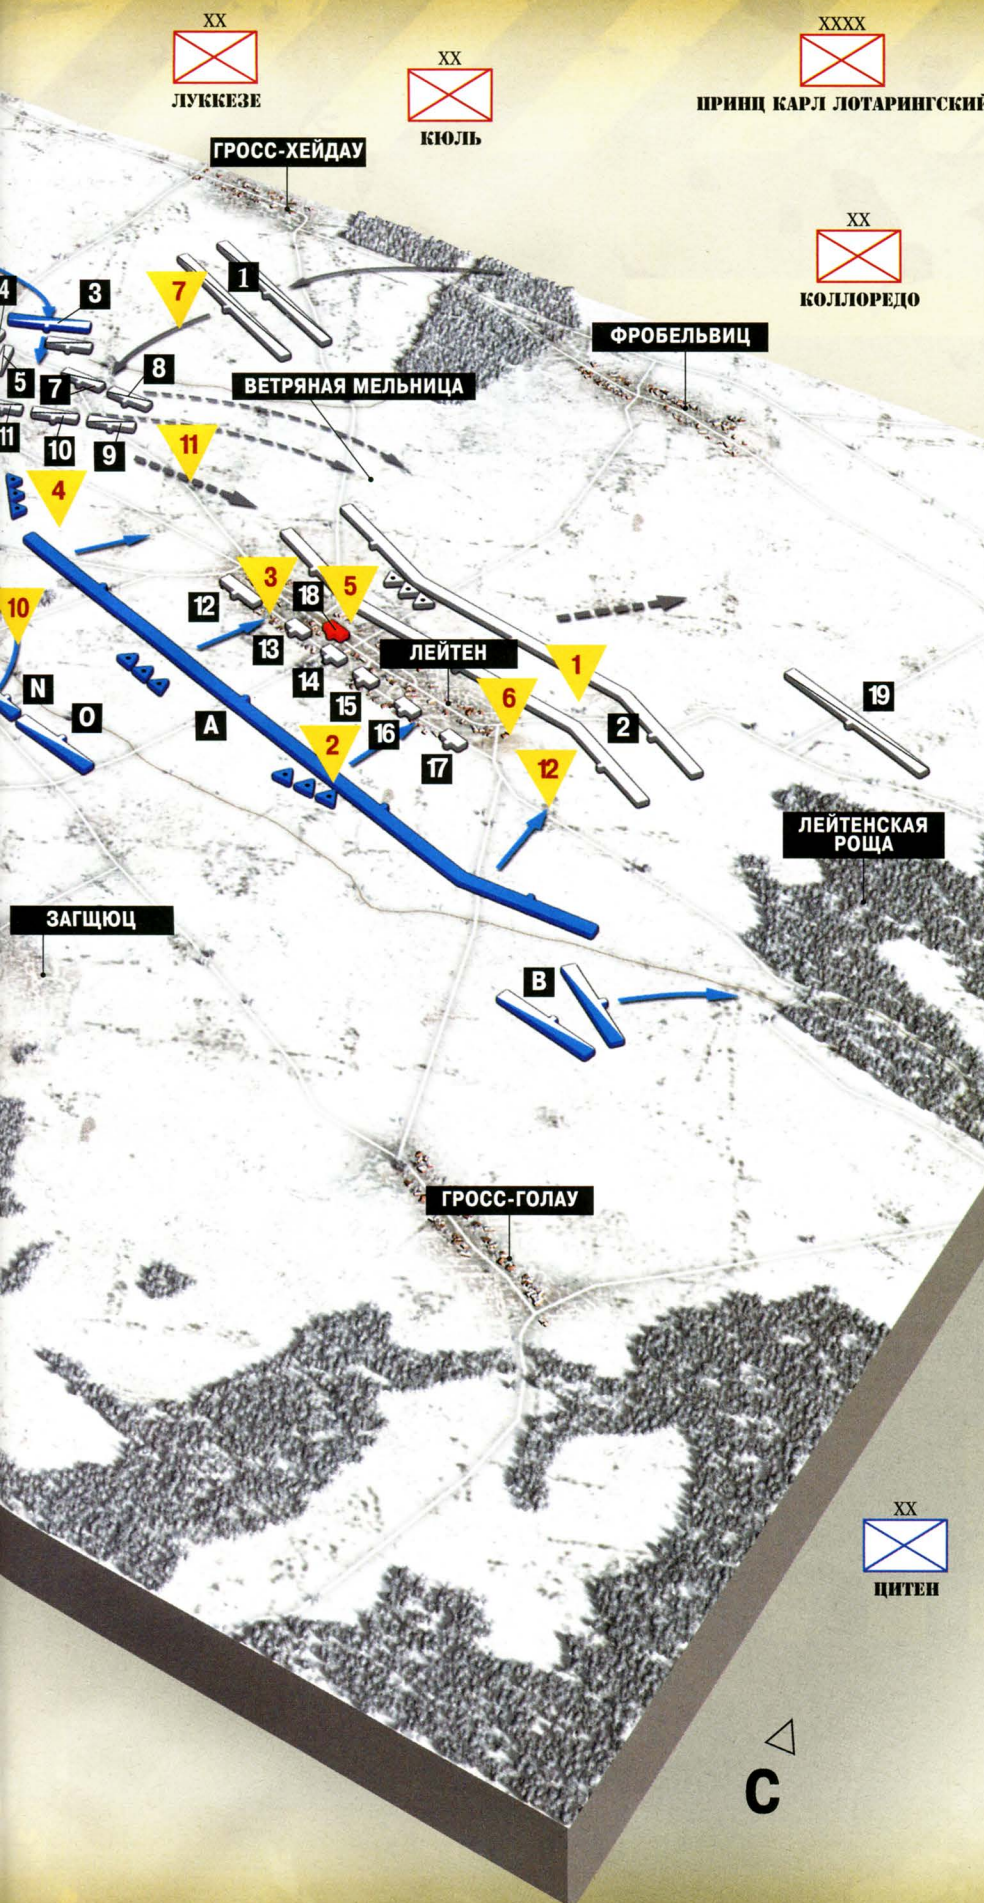 XX
ЛУККЕЗЕ
XX
КЮЛЬ
XXXX
ПРИНЦ КАРЛ ЛОТАРИНГСКИЙ
ГРОСС-ХЕЙДАУ
XX
КОЛЛОРЕДО
1
7
4
3
ФРОБЕЛЬВИЦ
5
7
8
ВЕТРЯНАЯ МЕЛЬНИЦА
11
10
9
11
4
10
3
5
18
12
13
ЛЕЙТЕН
14
1
15
6
2
19
N
O
A
16
2
17
12
ЛЕЙТЕНСКАЯ
РОЩА
ЗАГЩЮЦ
B
ГРОСС-ГОЛАУ
XX
ЦИТЕН
С